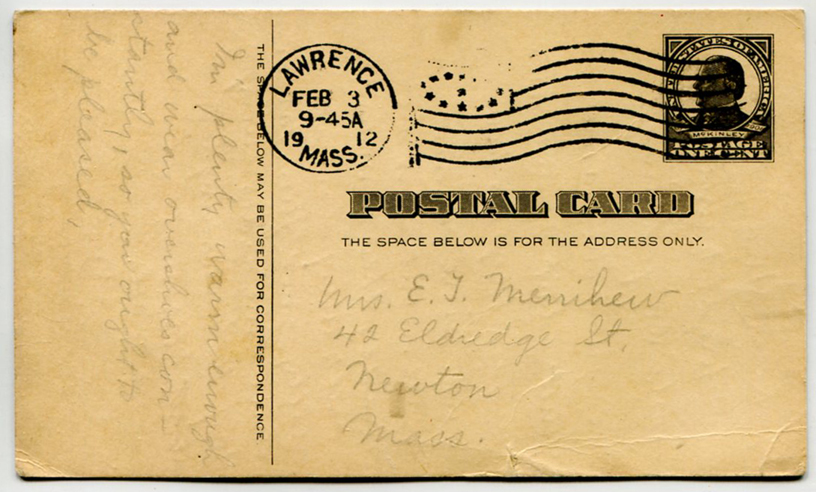 I'm plenty warm enough
and wear overshoes con-
stantly, so you ought to
be pleased,
THE SPACE BELOW MAY BE USED FOR CORRESPONDENCE.
LAWRENCE
FEB 3
9-45A
19 12
MASS.
UNITED STATES OF AMERICA
McKINLEY
POSTAGE
ONE CENT
POSTAL CARD
THE SPACE BELOW IS FOR THE ADDRESS ONLY.
Mrs. E. T. Merrihew
42 Eldredge St.
Newton
Mass.